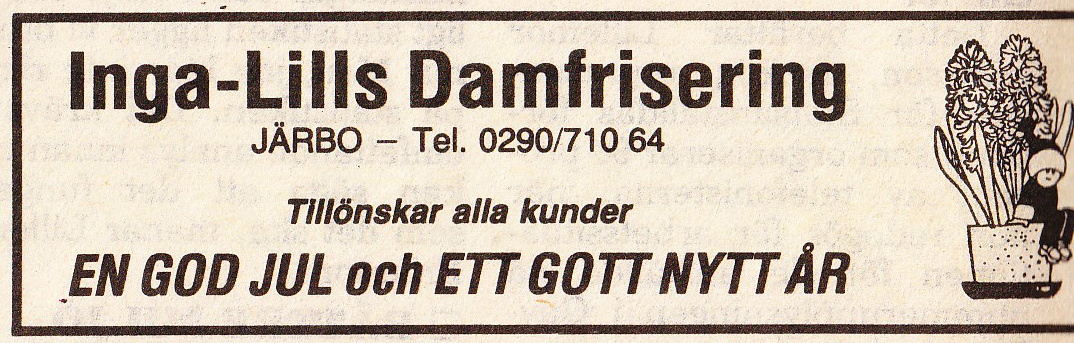 Inga-Lills Damfrisering
JÄRBO – Tel. 0290/710 64
Tillönskar alla kunder
EN GOD JUL och ETT GOTT NYTT ÅR